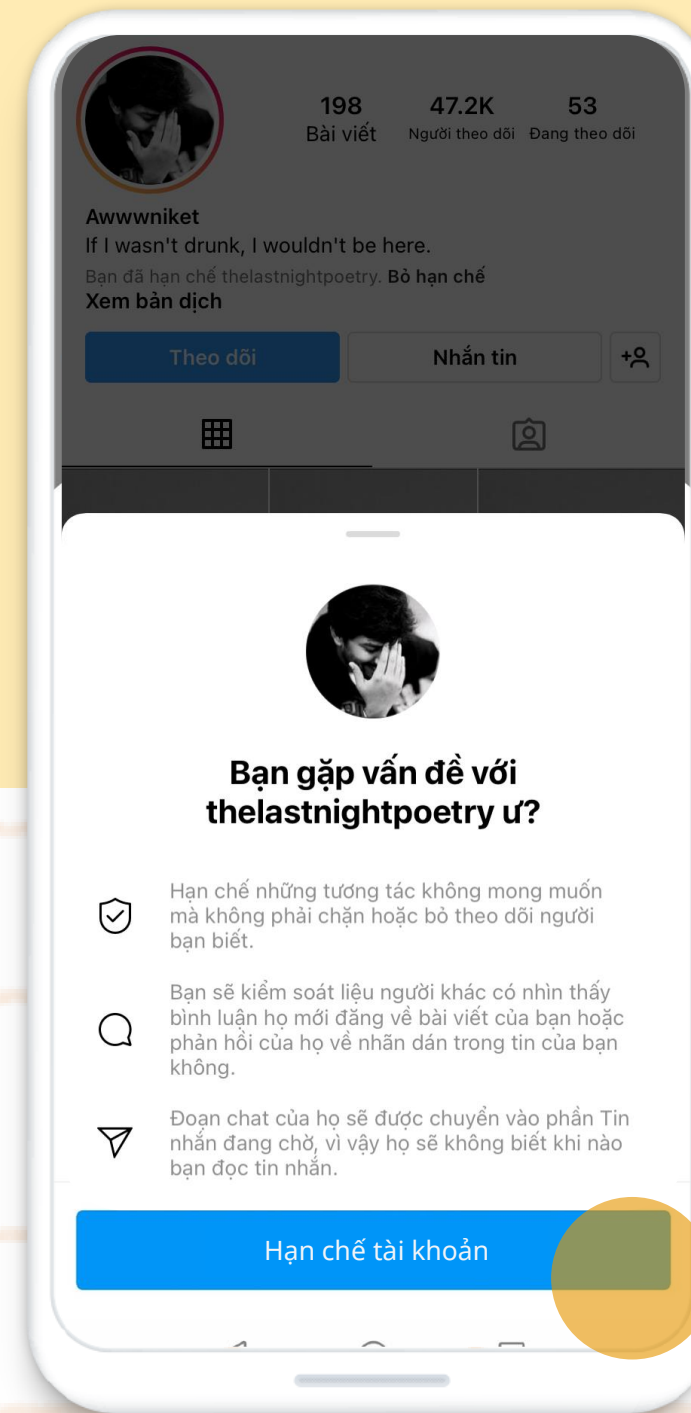 198 47.2K 53
Bài viết Người theo dõi Đang theo dõi
Awwwniket
If I wasn't drunk, I wouldn't be here.
Bạn đã hạn chế thelastnightpoetry. Bỏ hạn chế
Xem bản dịch
Theo dõi Nhắn tin
Bạn gặp vấn đề với
thelastnightpoetry ư?
Hạn chế những tương tác không mong muốn
mà không phải chặn hoặc bỏ theo dõi người
bạn biết.
Bạn sẽ kiểm soát liệu người khác có nhìn thấy
bình luận họ mới đăng về bài viết của bạn hoặc
phản hồi của họ về nhãn dán trong tin của bạn
không.
Đoạn chat của họ sẽ được chuyển vào phần Tin
nhắn đang chờ, vì vậy họ sẽ không biết khi nào
bạn đọc tin nhắn.
Hạn chế tài khoản